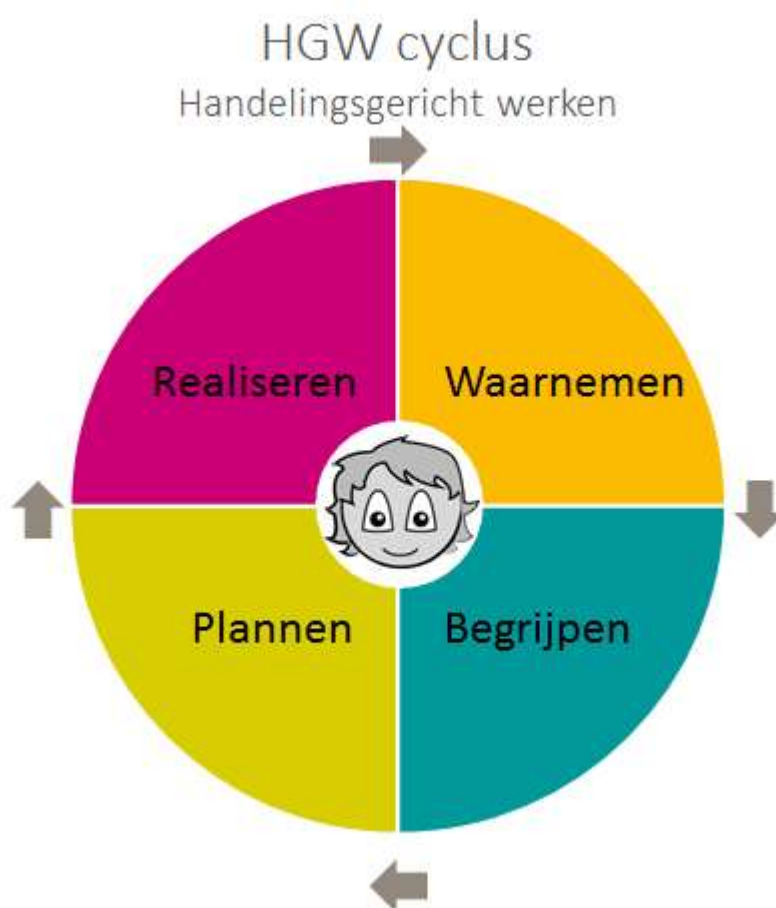 HGW cyclus
Handelingsgericht werken
Realiseren
Waarnemen
Plannen
Begrijpen